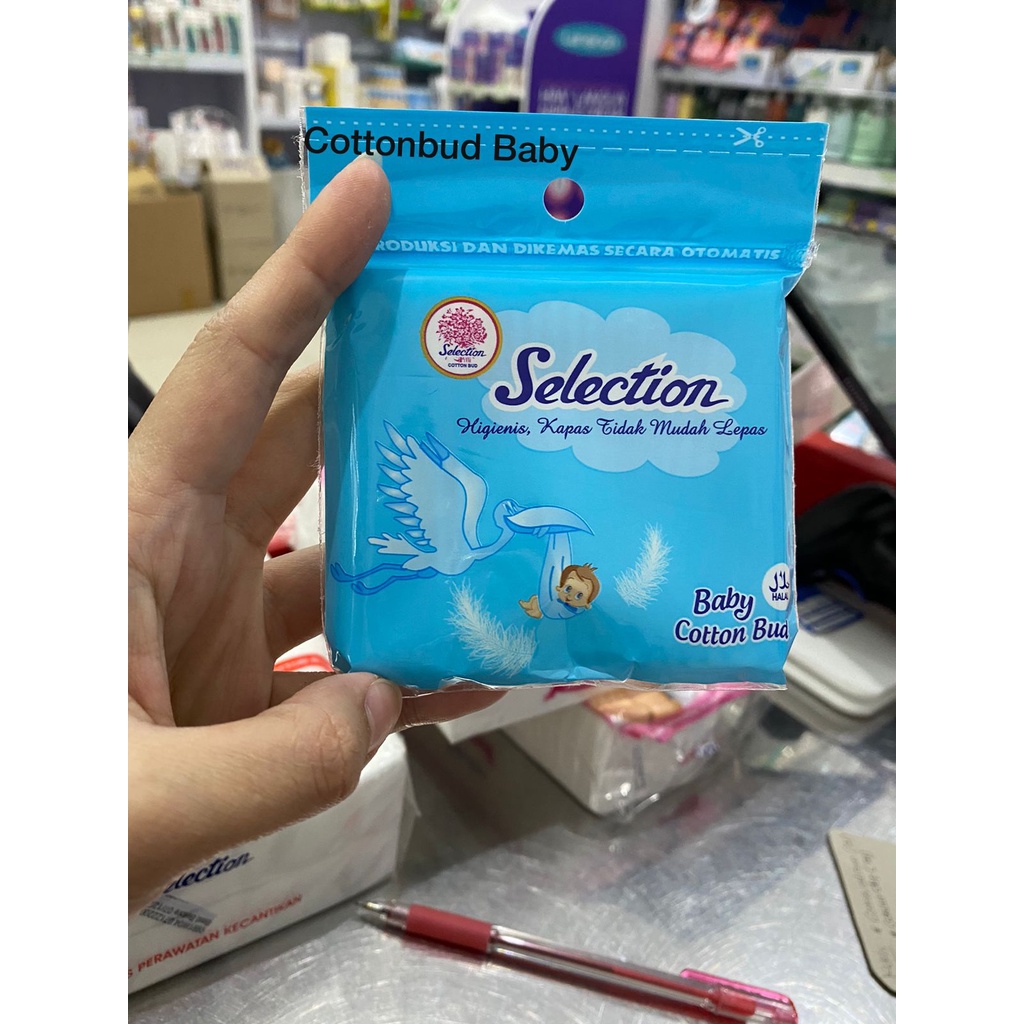 Cottonbud Baby
RODUKSI DAN DIKEMAS SECARA OTOMATIS
Selection
COTTON BUD
Selection
Higienis, Kapas Tidak Mudah Lepas
HALAL
Baby
Cotton Bud
lection
PERAWATAN KECANTIKAN